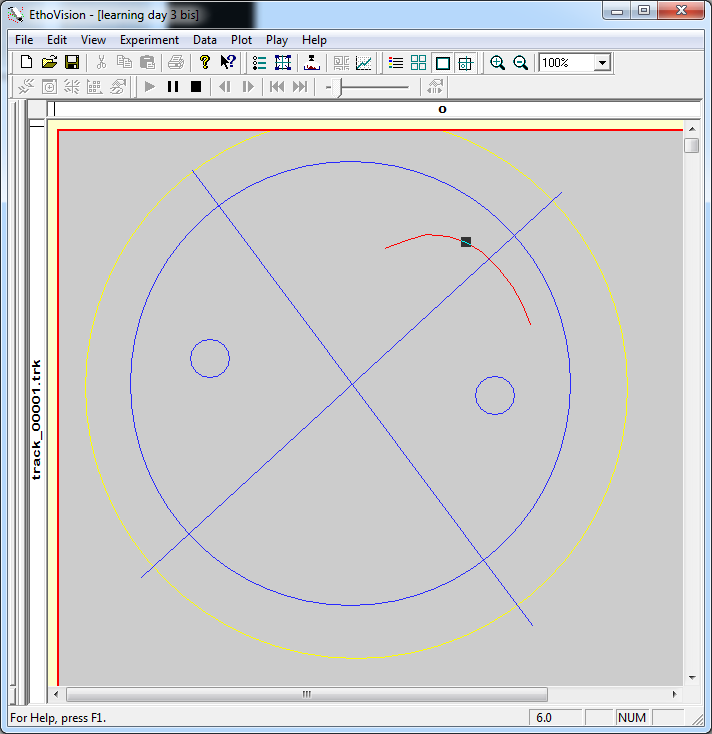 EthoVision - [learning day 3 bis]
File Edit View Experiment Data Plot Play Help
100%
0
track_00001.trk
For Help, press F1.
6.0
NUM